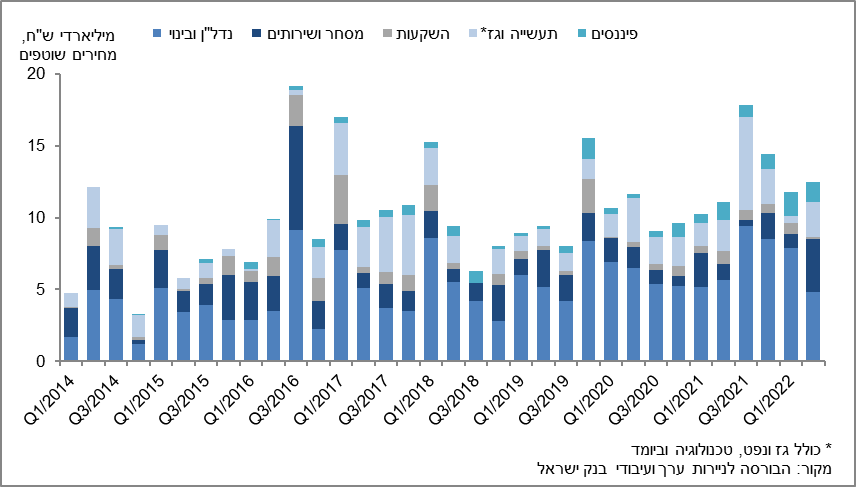 מיליארדי ש"ח,
מחירים שוטפים
נדל"ן ובינוי מסחר ושירותים השקעות תעשייה וגז* פיננסים
20
15
10
5
0
Q1/2014 Q3/2014 Q1/2015 Q3/2015 Q1/2016 Q3/2016 Q1/2017 Q3/2017 Q1/2018 Q3/2018 Q1/2019 Q3/2019 Q1/2020 Q3/2020 Q1/2021 Q3/2021 Q1/2022
* כולל גז ונפט, טכנולוגיה וביומד
מקור: הבורסה לניירות ערך ועיבודי בנק ישראל